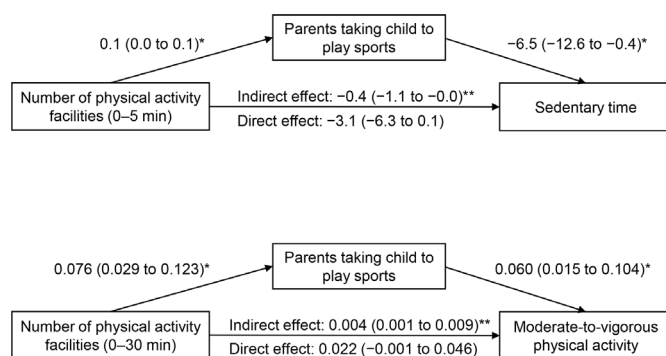 Parents taking child to
play sports
0.1 (0.0 to 0.1)*
−6.5 (−12.6 to −0.4)*
Number of physical activity
facilities (0–5 min)
Indirect effect: −0.4 (−1.1 to −0.0)**
Direct effect: −3.1 (−6.3 to 0.1)
Sedentary time
Parents taking child to
play sports
0.076 (0.029 to 0.123)*
0.060 (0.015 to 0.104)*
Number of physical activity
facilities (0–30 min)
Indirect effect: 0.004 (0.001 to 0.009)**
Direct effect: 0.022 (−0.001 to 0.046)
Moderate-to-vigorous
physical activity